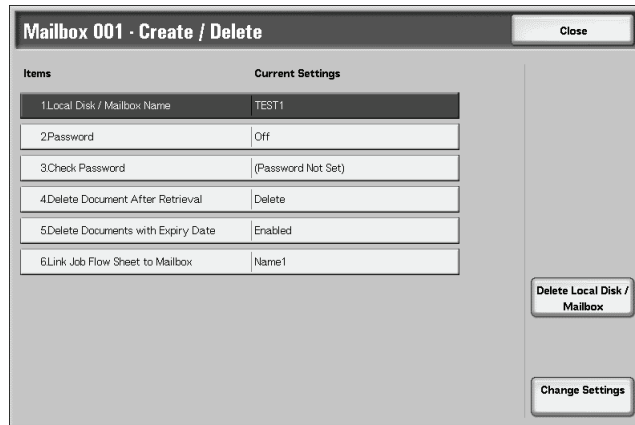 Mailbox 001 - Create / Delete
Close
Items
Current Settings
1.Local Disk / Mailbox Name
TEST1
2.Password
Off
3.Check Password
(Password Not Set)
4.Delete Document After Retrieval
Delete
5.Delete Documents with Expiry Date
Enabled
6.Link Job Flow Sheet to Mailbox
Name1
Delete Local Disk /
Mailbox
Change Settings